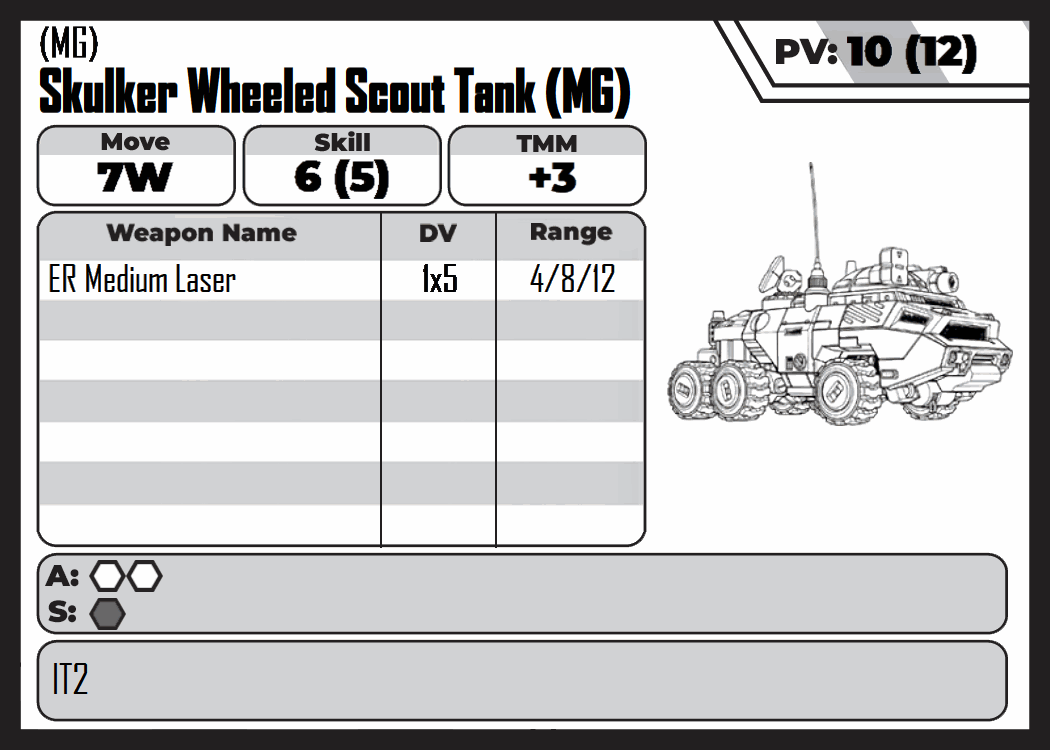 (MG)
Skulker Wheeled Scout Tank (MG)
PV: 10 (12)
Move
7W
Skill
6 (5)
TMM
+3
Weapon Name DV Range
ER Medium Laser 1x5 4/8/12
A:
S:
IT2